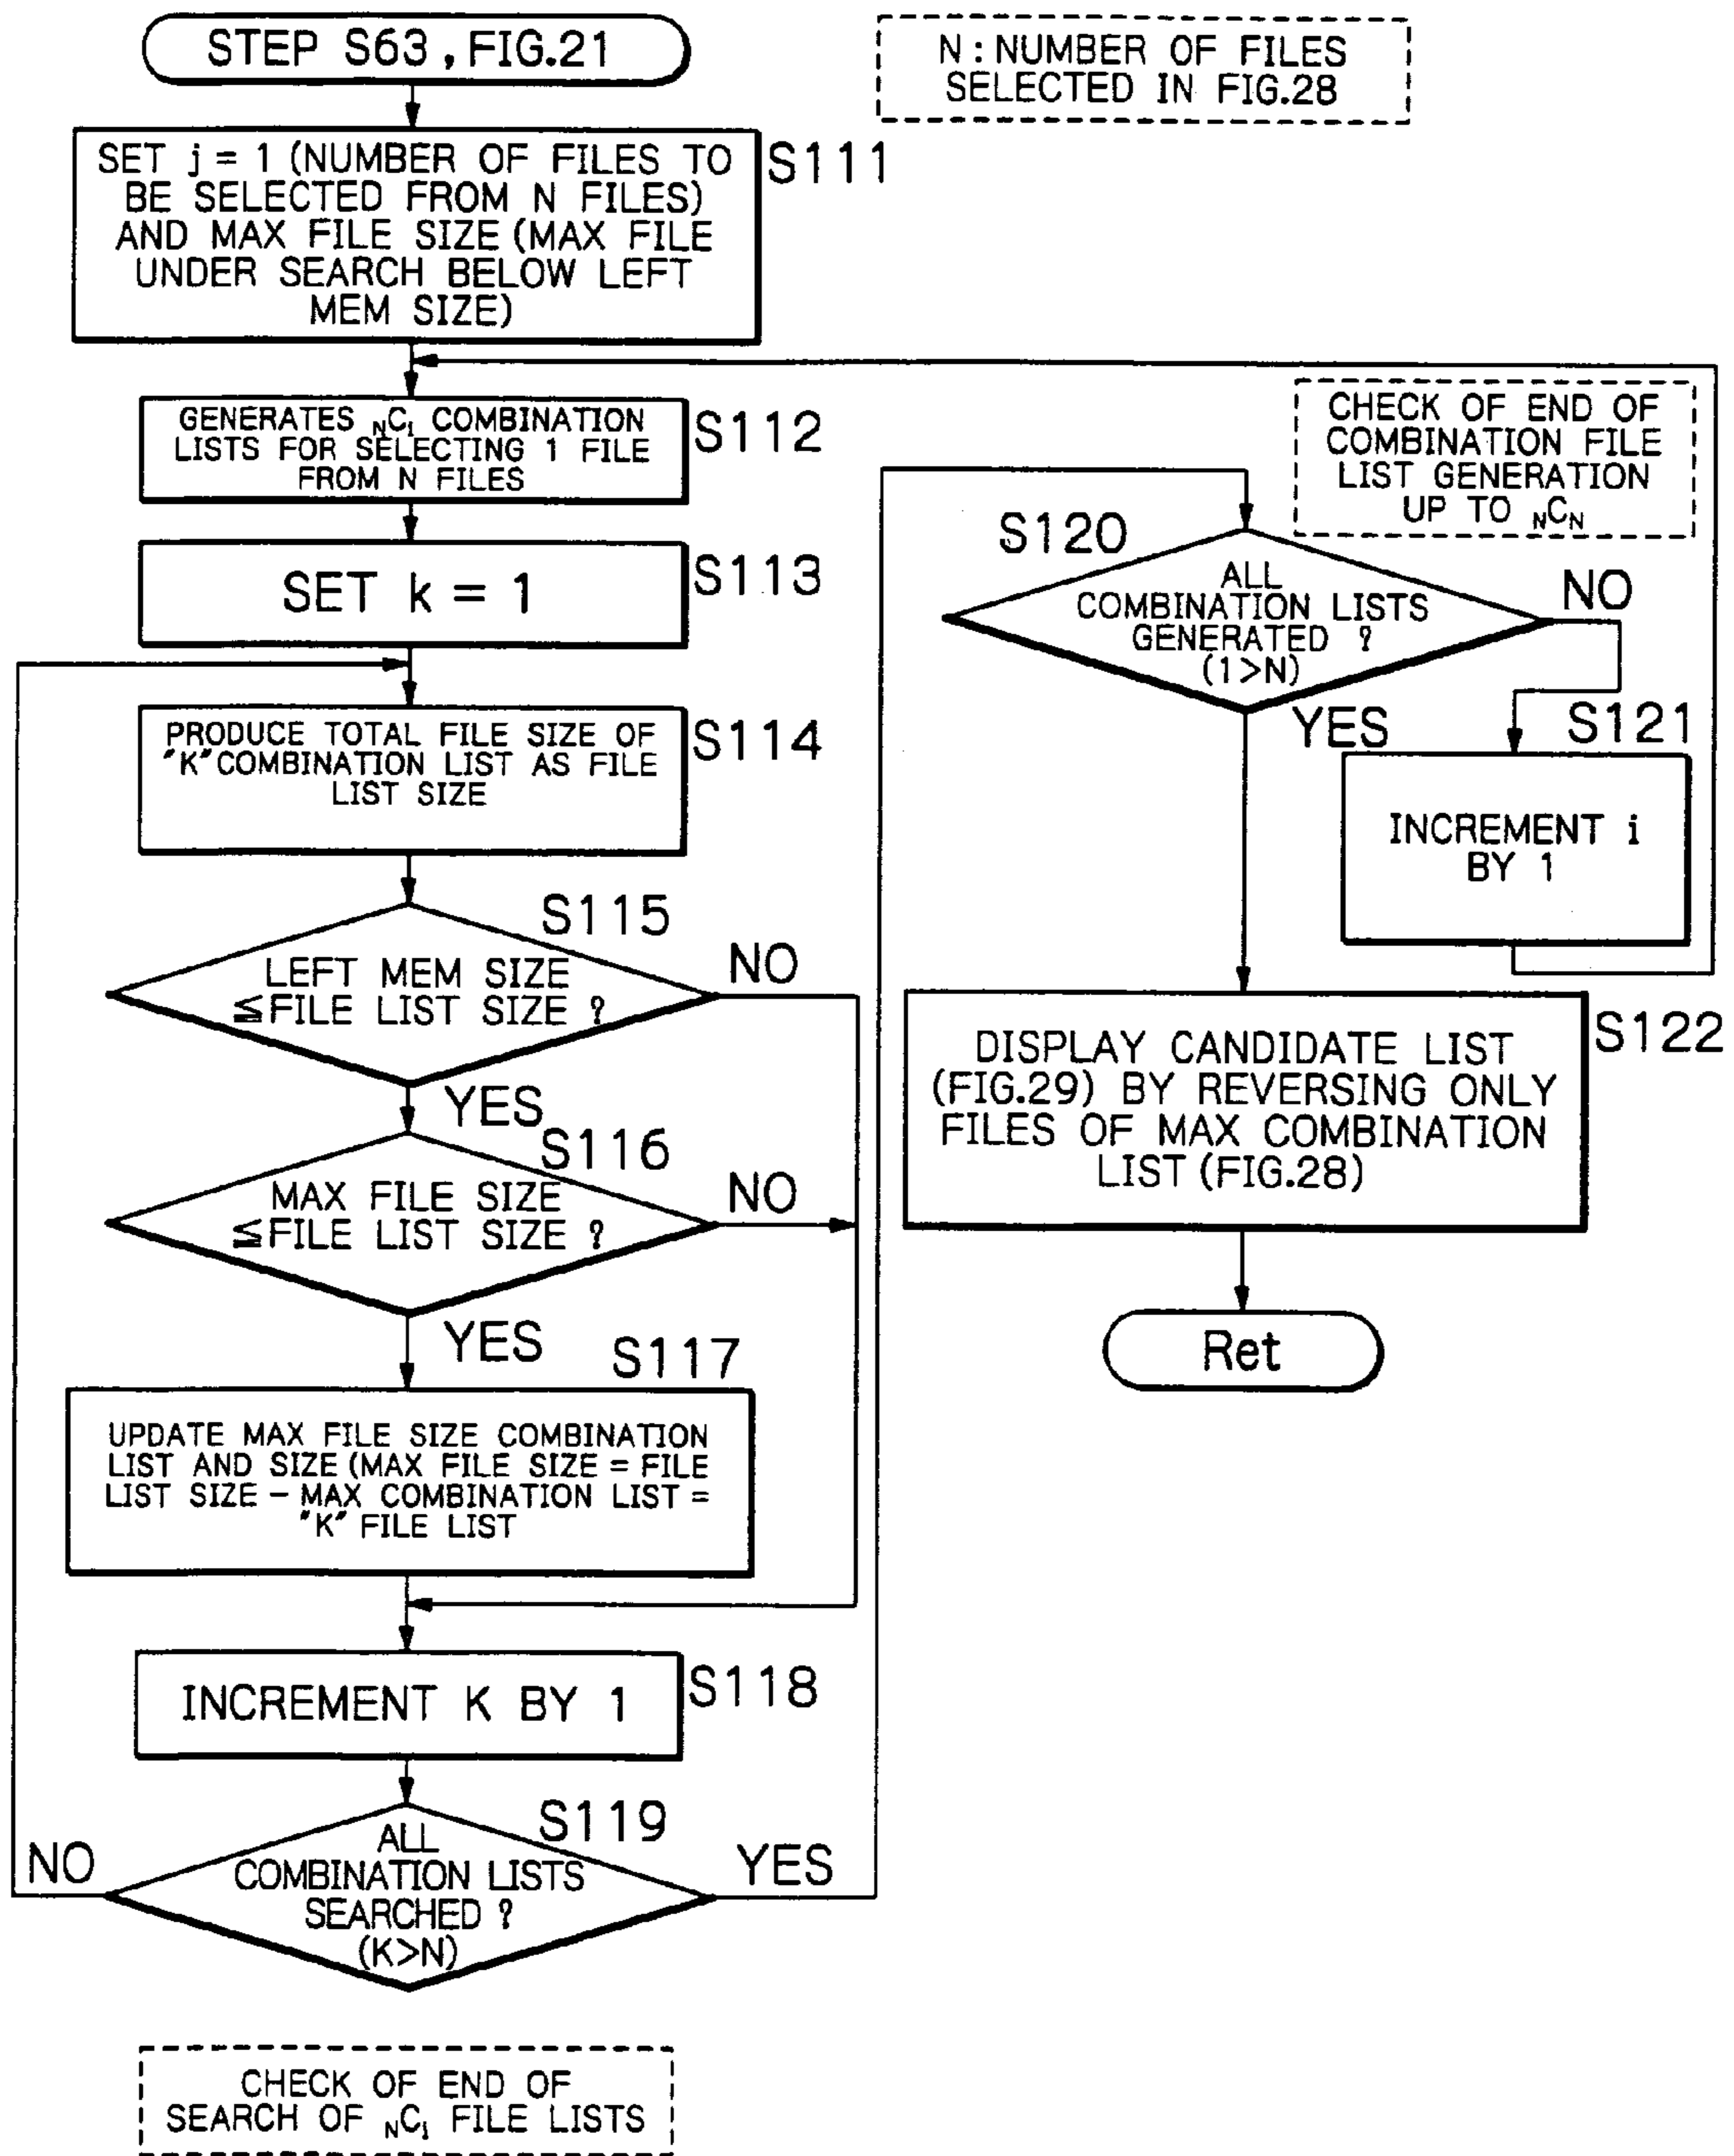 STEP S63, FIG.21
N : NUMBER OF FILES
SELECTED IN FIG.28
SET j = 1 (NUMBER OF FILES TO
BE SELECTED FROM N FILES)
AND MAX FILE SIZE (MAX FILE
UNDER SEARCH BELOW LEFT
MEM SIZE)
S111
GENERATES NCi COMBINATION
LISTS FOR SELECTING 1 FILE
FROM N FILES
S112
SET k = 1
S113
PRODUCE TOTAL FILE SIZE OF
"K" COMBINATION LIST AS FILE
LIST SIZE
S114
S115
LEFT MEM SIZE
≦FILE LIST SIZE ?
NO
YES
S116
MAX FILE SIZE
≦FILE LIST SIZE ?
NO
YES
S117
UPDATE MAX FILE SIZE COMBINATION
LIST AND SIZE (MAX FILE SIZE = FILE
LIST SIZE − MAX COMBINATION LIST =
"K" FILE LIST
INCREMENT K BY 1
S118
S119
ALL
COMBINATION LISTS
SEARCHED ?
(K>N)
NO
YES
CHECK OF END OF
SEARCH OF NCi FILE LISTS
CHECK OF END OF
COMBINATION FILE
LIST GENERATION
UP TO NCN
S120
ALL
COMBINATION LISTS
GENERATED ?
(1>N)
NO
YES
S121
INCREMENT i
BY 1
DISPLAY CANDIDATE LIST
(FIG.29) BY REVERSING ONLY
FILES OF MAX COMBINATION
LIST (FIG.28)
S122
Ret